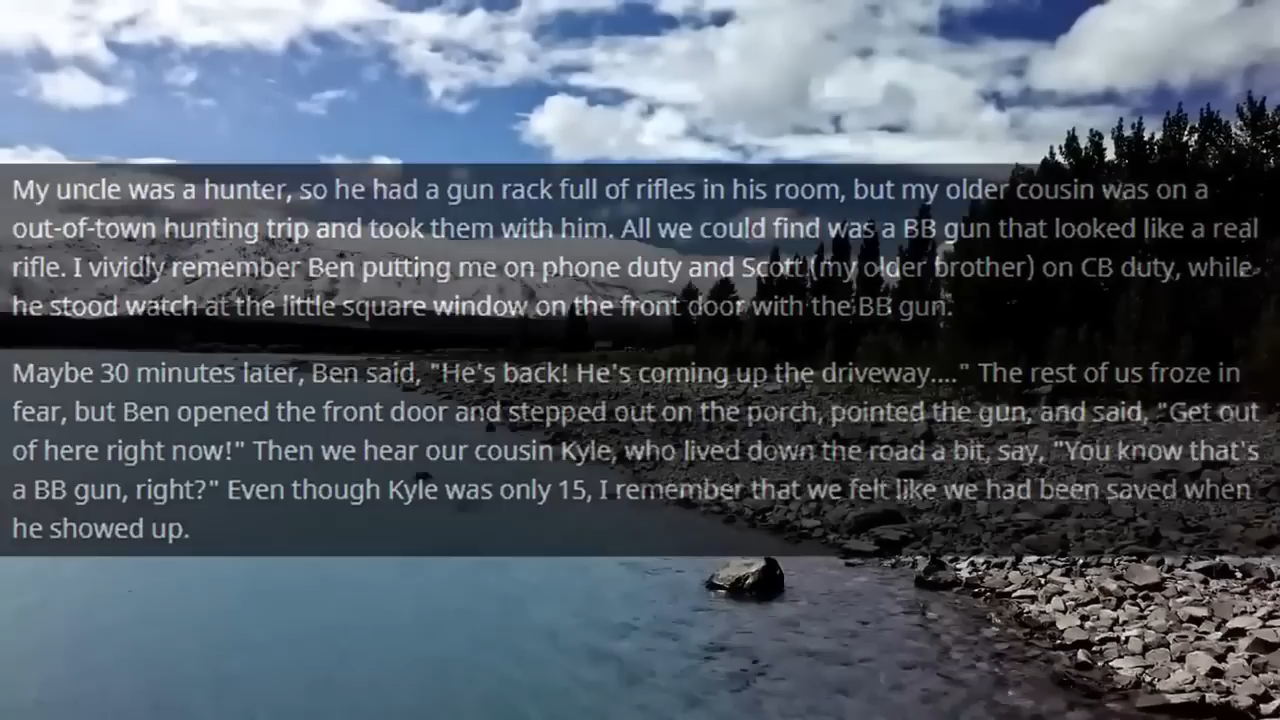 My uncle was a hunter, so he had a gun rack full of rifles in his room, but my older cousin was on a
out-of-town hunting trip and took them with him. All we could find was a BB gun that looked like a real
rifle. I vividly remember Ben putting me on phone duty and Scott (my older brother) on CB duty, while
he stood watch at the little square window on the front door with the BB gun.
Maybe 30 minutes later, Ben said, "He's back! He's coming up the driveway...." The rest of us froze in
fear, but Ben opened the front door and stepped out on the porch, pointed the gun, and said, "Get out
of here right now!" Then we hear our cousin Kyle, who lived down the road a bit, say, "You know that's
a BB gun, right?" Even though Kyle was only 15, I remember that we felt like we had been saved when
he showed up.